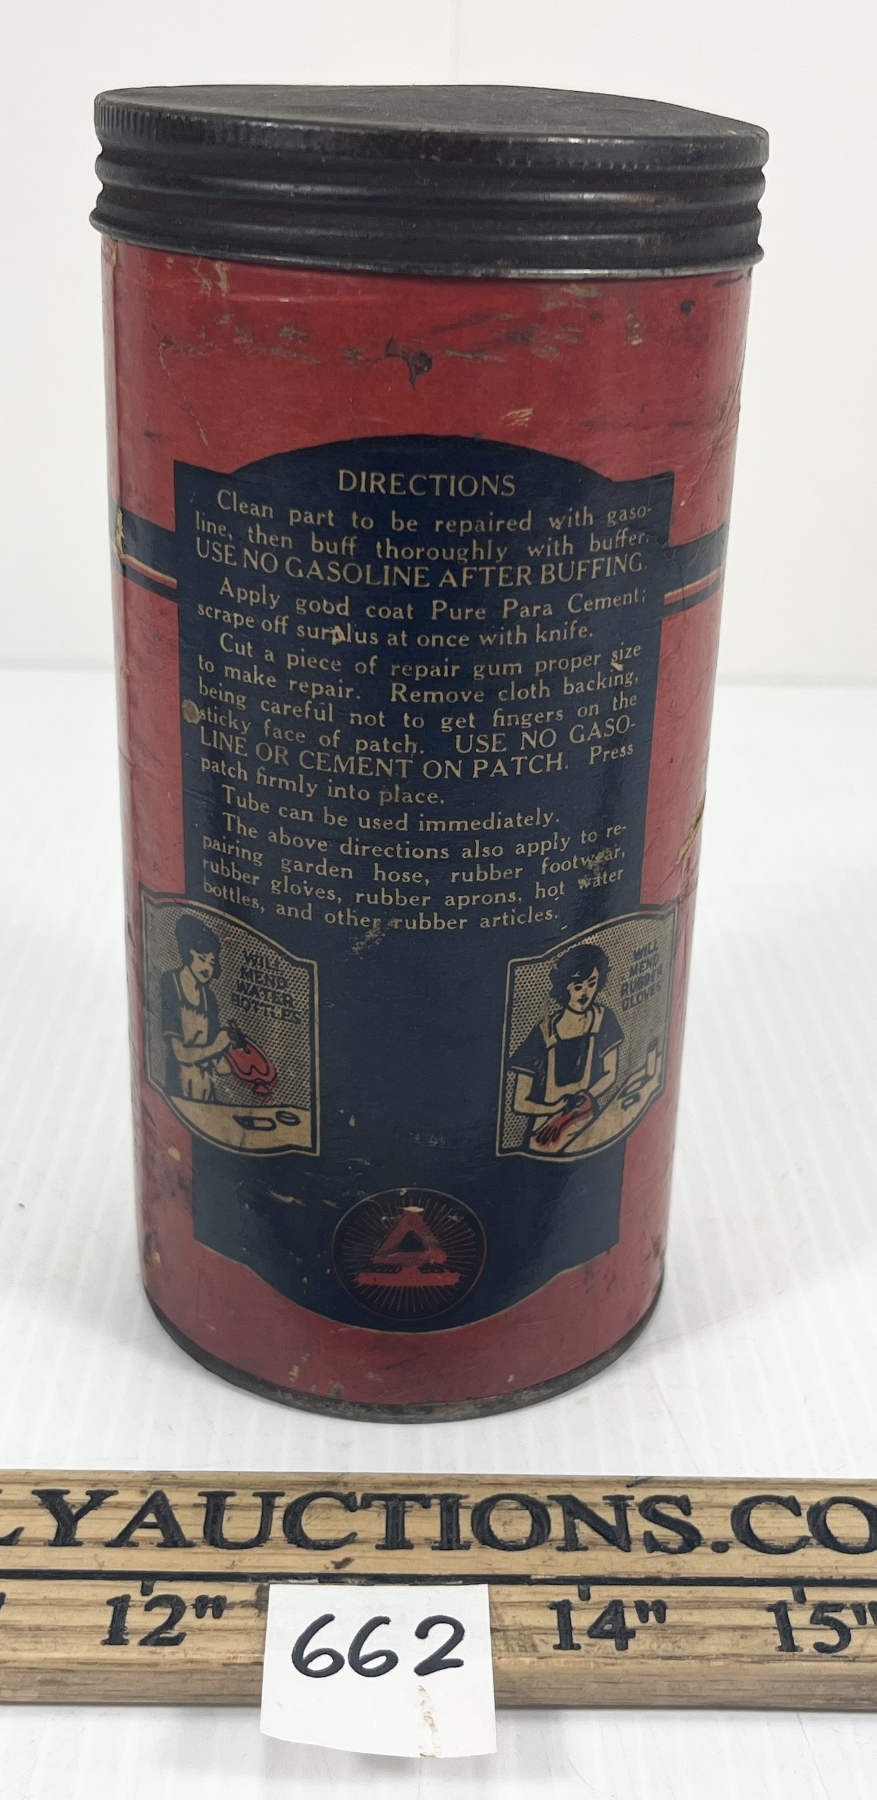 DIRECTIONS
Clean part to be repaired with gaso-
line, then buff thoroughly with buffer.
USE NO GASOLINE AFTER BUFFING.
Apply good coat Pure Para Cement;
scrape off surplus at once with knife.
Cut a piece of repair gum proper size
to make repair. Remove cloth backing,
being careful not to get fingers on the
sticky face of patch. USE NO GASO-
LINE OR CEMENT ON PATCH. Press
patch firmly into place.
Tube can be used immediately.
The above directions also apply to re-
pairing garden hose, rubber footwear,
rubber gloves, rubber aprons, hot water
bottles, and other rubber articles.
WILL
MEND
WATER
BOTTLES
WILL
MEND
RUBBER
GLOVES
LYAUCTIONS.CO
12" 14" 15"
662